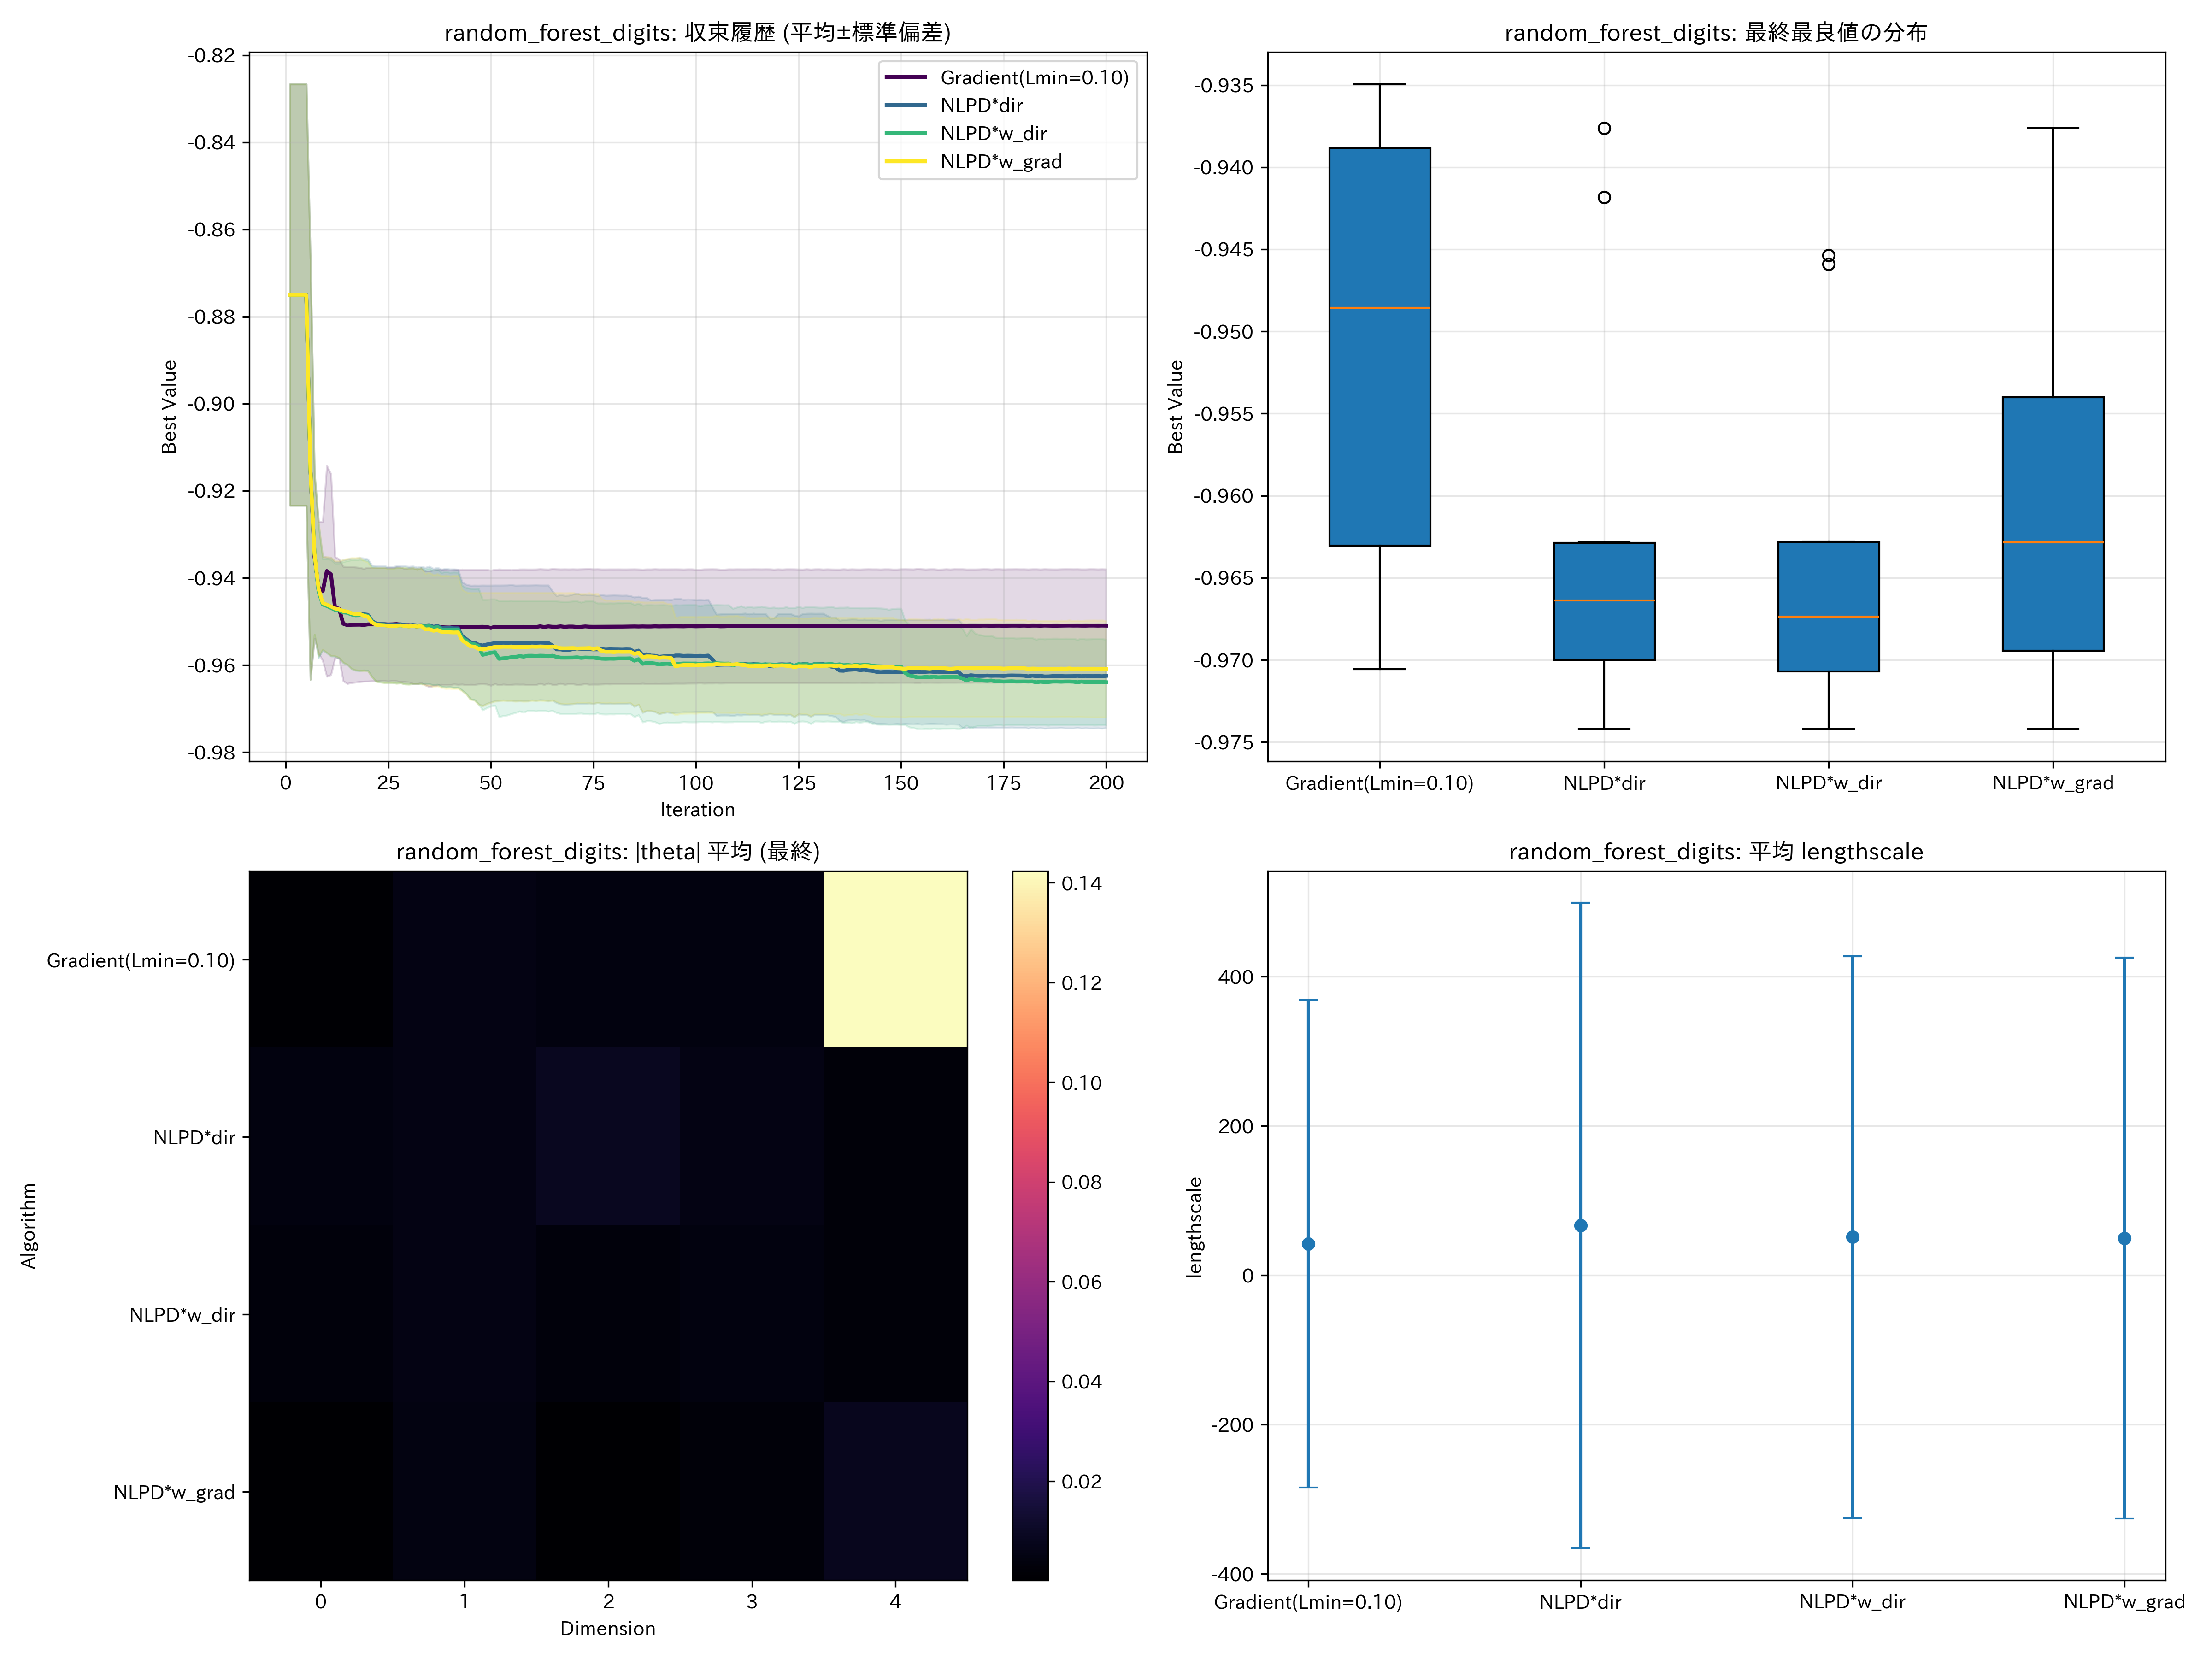 random_forest_digits: 収束履歴 (平均±標準偏差)
-0.82
-0.84
-0.86
-0.88
-0.90
-0.92
-0.94
-0.96
-0.98
Best Value
0 25 50 75 100 125 150 175 200
Iteration
Gradient(Lmin=0.10)
NLPD*dir
NLPD*w_dir
NLPD*w_grad
random_forest_digits: 最終最良値の分布
-0.935
-0.940
-0.945
-0.950
-0.955
-0.960
-0.965
-0.970
-0.975
Best Value
Gradient(Lmin=0.10) NLPD*dir NLPD*w_dir NLPD*w_grad
random_forest_digits: |theta| 平均 (最終)
Gradient(Lmin=0.10)
NLPD*dir
NLPD*w_dir
NLPD*w_grad
Algorithm
0 1 2 3 4
Dimension
0.14
0.12
0.10
0.08
0.06
0.04
0.02
random_forest_digits: 平均 lengthscale
400
200
0
-200
-400
lengthscale
Gradient(Lmin=0.10) NLPD*dir NLPD*w_dir NLPD*w_grad